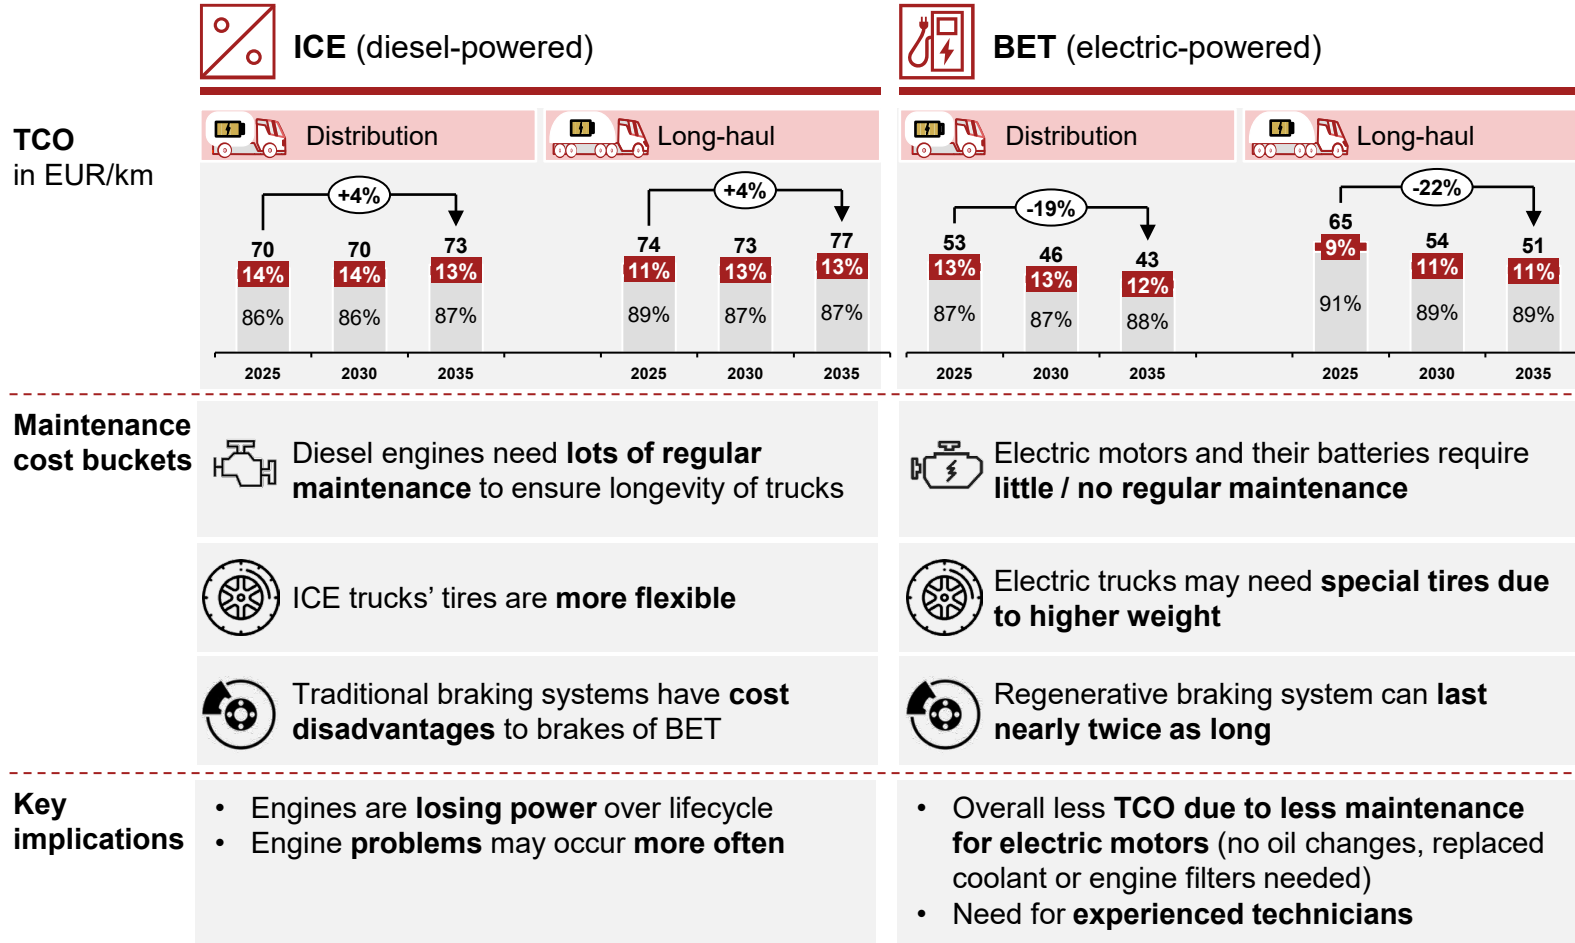 ICE (diesel-powered)
BET (electric-powered)
TCO
in EUR/km
Distribution
Long-haul
Distribution
Long-haul
+4%
70
70
73
14%
14%
13%
86%
86%
87%
2025
2030
2035
+4%
74
73
77
11%
13%
13%
89%
87%
87%
2025
2030
2035
-19%
53
46
43
13%
13%
12%
87%
87%
88%
2025
2030
2035
-22%
65
54
51
9%
11%
11%
91%
89%
89%
2025
2030
2035
Maintenance
cost buckets
Diesel engines need lots of regular
maintenance to ensure longevity of trucks
Electric motors and their batteries require
little / no regular maintenance
ICE trucks’ tires are more flexible
Electric trucks may need special tires due
to higher weight
Traditional braking systems have cost
disadvantages to brakes of BET
Regenerative braking system can last
nearly twice as long
Key
implications
• Engines are losing power over lifecycle
• Engine problems may occur more often
• Overall less TCO due to less maintenance
for electric motors (no oil changes, replaced
coolant or engine filters needed)
• Need for experienced technicians